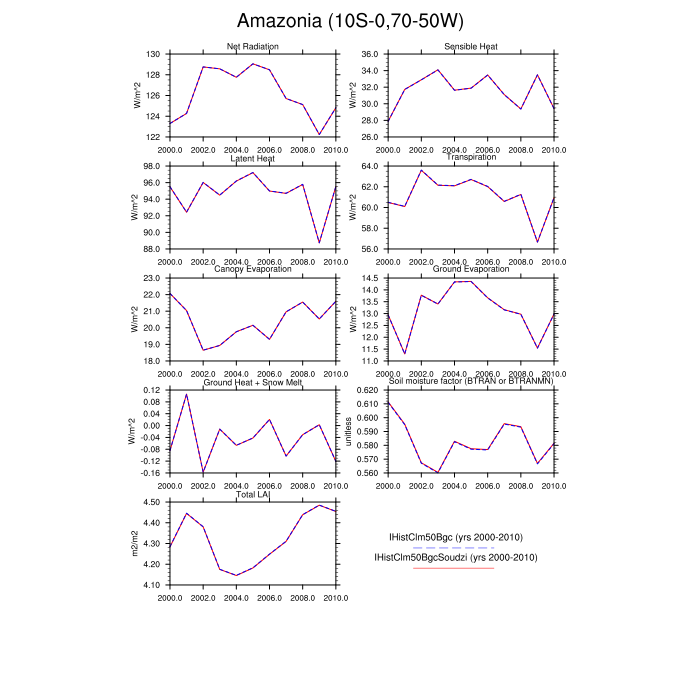 Amazonia (10S-0,70-50W)
Net Radiation
W/m^2
130
128
126
124
122
2000.0 2002.0 2004.0 2006.0 2008.0 2010.0
Sensible Heat
W/m^2
36.0
34.0
32.0
30.0
28.0
26.0
2000.0 2002.0 2004.0 2006.0 2008.0 2010.0
Latent Heat
W/m^2
98.0
96.0
94.0
92.0
90.0
88.0
2000.0 2002.0 2004.0 2006.0 2008.0 2010.0
Transpiration
W/m^2
64.0
62.0
60.0
58.0
56.0
2000.0 2002.0 2004.0 2006.0 2008.0 2010.0
Canopy Evaporation
W/m^2
23.0
22.0
21.0
20.0
19.0
18.0
2000.0 2002.0 2004.0 2006.0 2008.0 2010.0
Ground Evaporation
W/m^2
14.5
14.0
13.5
13.0
12.5
12.0
11.5
11.0
2000.0 2002.0 2004.0 2006.0 2008.0 2010.0
Ground Heat + Snow Melt
W/m^2
0.12
0.08
0.04
0.00
-0.04
-0.08
-0.12
-0.16
2000.0 2002.0 2004.0 2006.0 2008.0 2010.0
Soil moisture factor (BTRAN or BTRANMN)
unitless
0.620
0.610
0.600
0.590
0.580
0.570
0.560
2000.0 2002.0 2004.0 2006.0 2008.0 2010.0
Total LAI
m2/m2
4.50
4.40
4.30
4.20
4.10
2000.0 2002.0 2004.0 2006.0 2008.0 2010.0
IHistClm50Bgc (yrs 2000-2010)
IHistClm50BgcSoudzi (yrs 2000-2010)